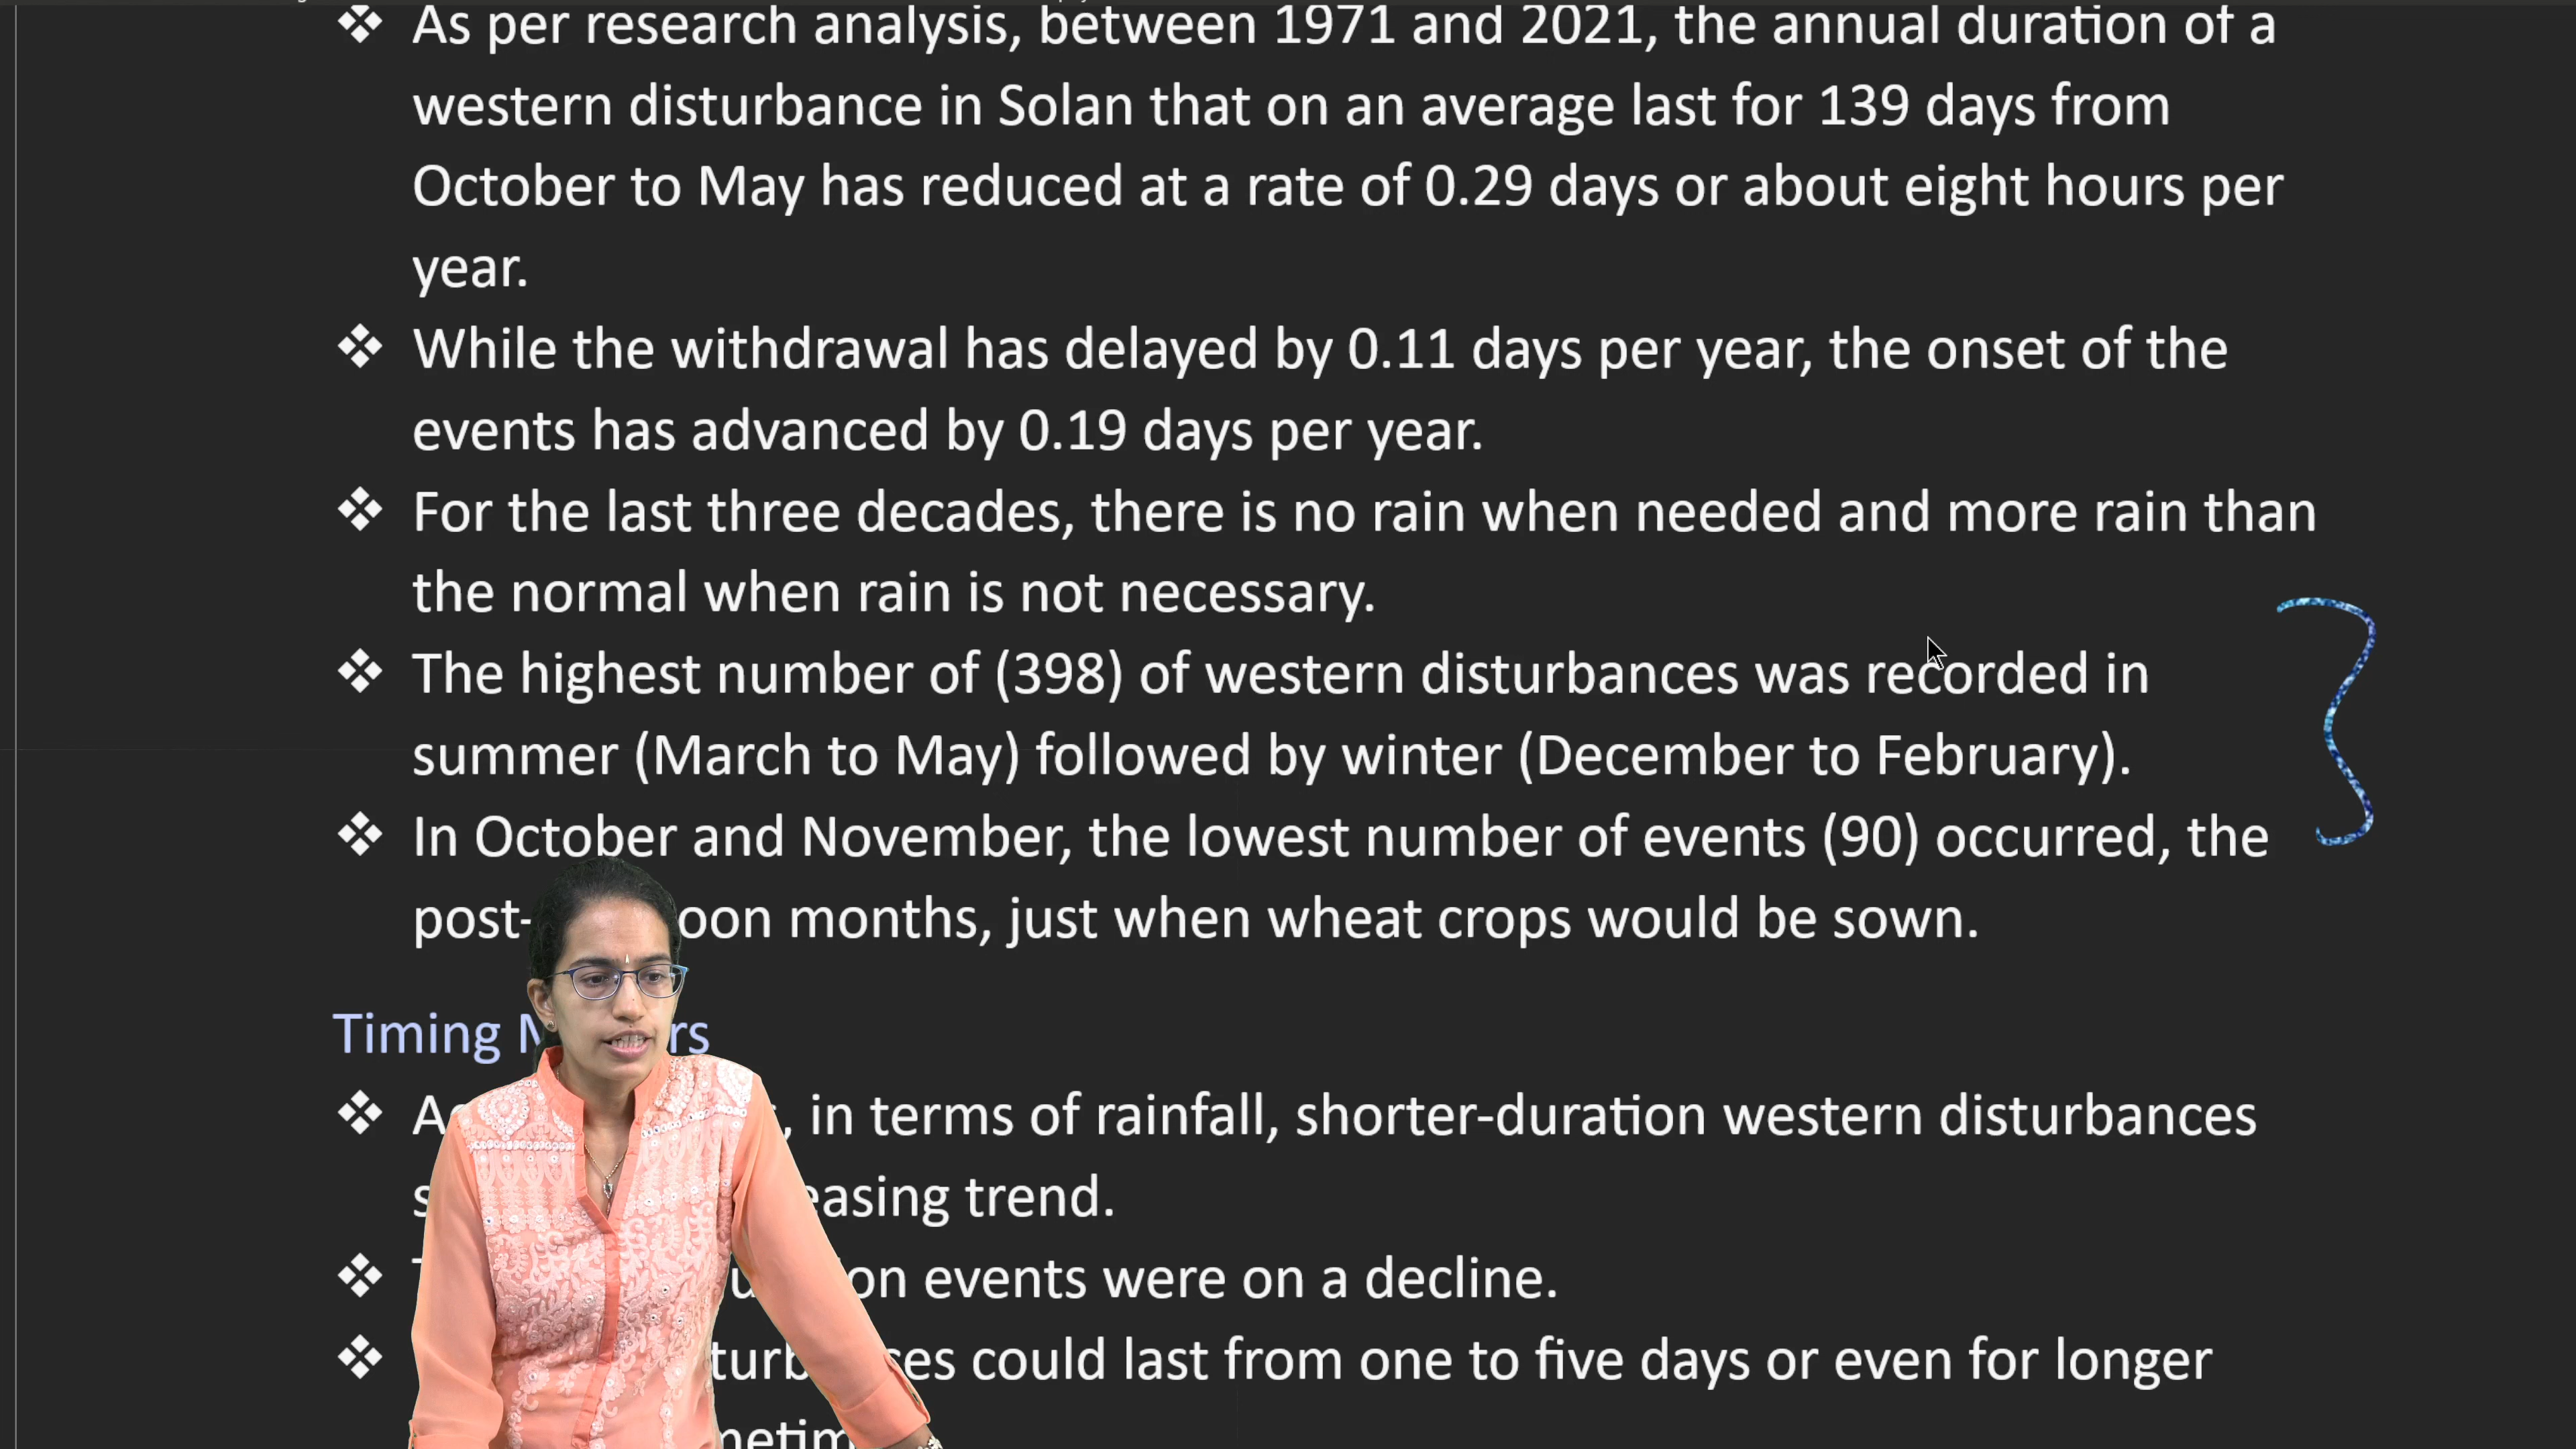 ❖ As per research analysis, between 1971 and 2021, the annual duration of a
western disturbance in Solan that on an average last for 139 days from
October to May has reduced at a rate of 0.29 days or about eight hours per
year.
❖ While the withdrawal has delayed by 0.11 days per year, the onset of the
events has advanced by 0.19 days per year.
❖ For the last three decades, there is no rain when needed and more rain than
the normal when rain is not necessary.
❖ The highest number of (398) of western disturbances was recorded in
summer (March to May) followed by winter (December to February).
❖ In October and November, the lowest number of events (90) occurred, the
post- oon months, just when wheat crops would be sown.
Timing
❖ , in terms of rainfall, shorter-duration western disturbances
easing trend.
❖ on events were on a decline.
❖ could last from one to five days or even for longer